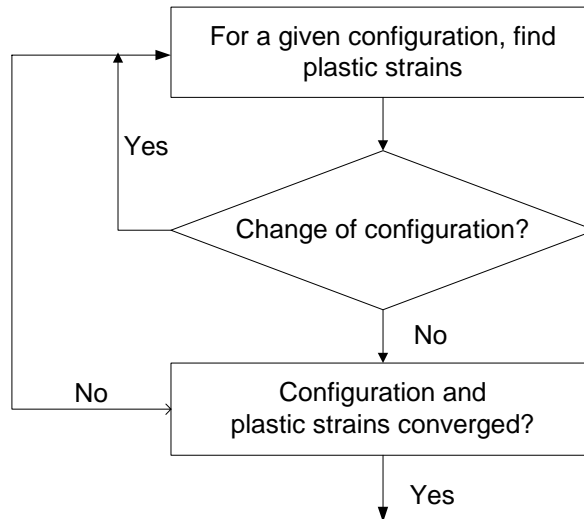 For a given configuration, find
plastic strains
Yes
Change of configuration?
No
No
Configuration and
plastic strains converged?
Yes